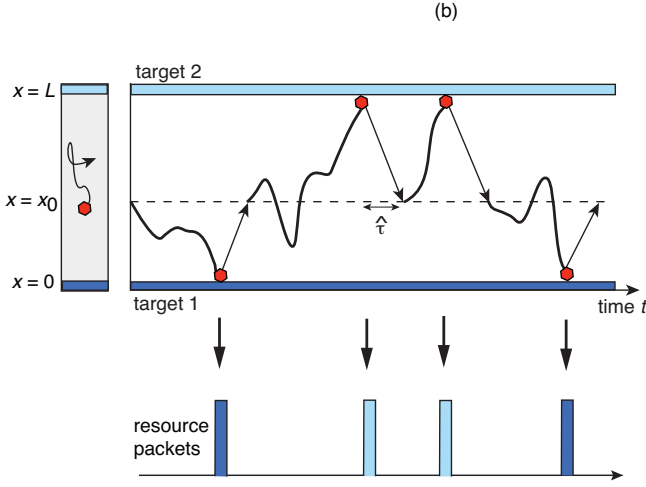 (b)
target 2
x = L
x = x0
τ̂
x = 0
target 1
time t
resource
packets